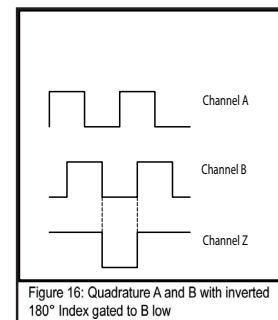 Channel A
Channel B
Channel Z
Figure 16: Quadrature A and B with inverted
180° Index gated to B low